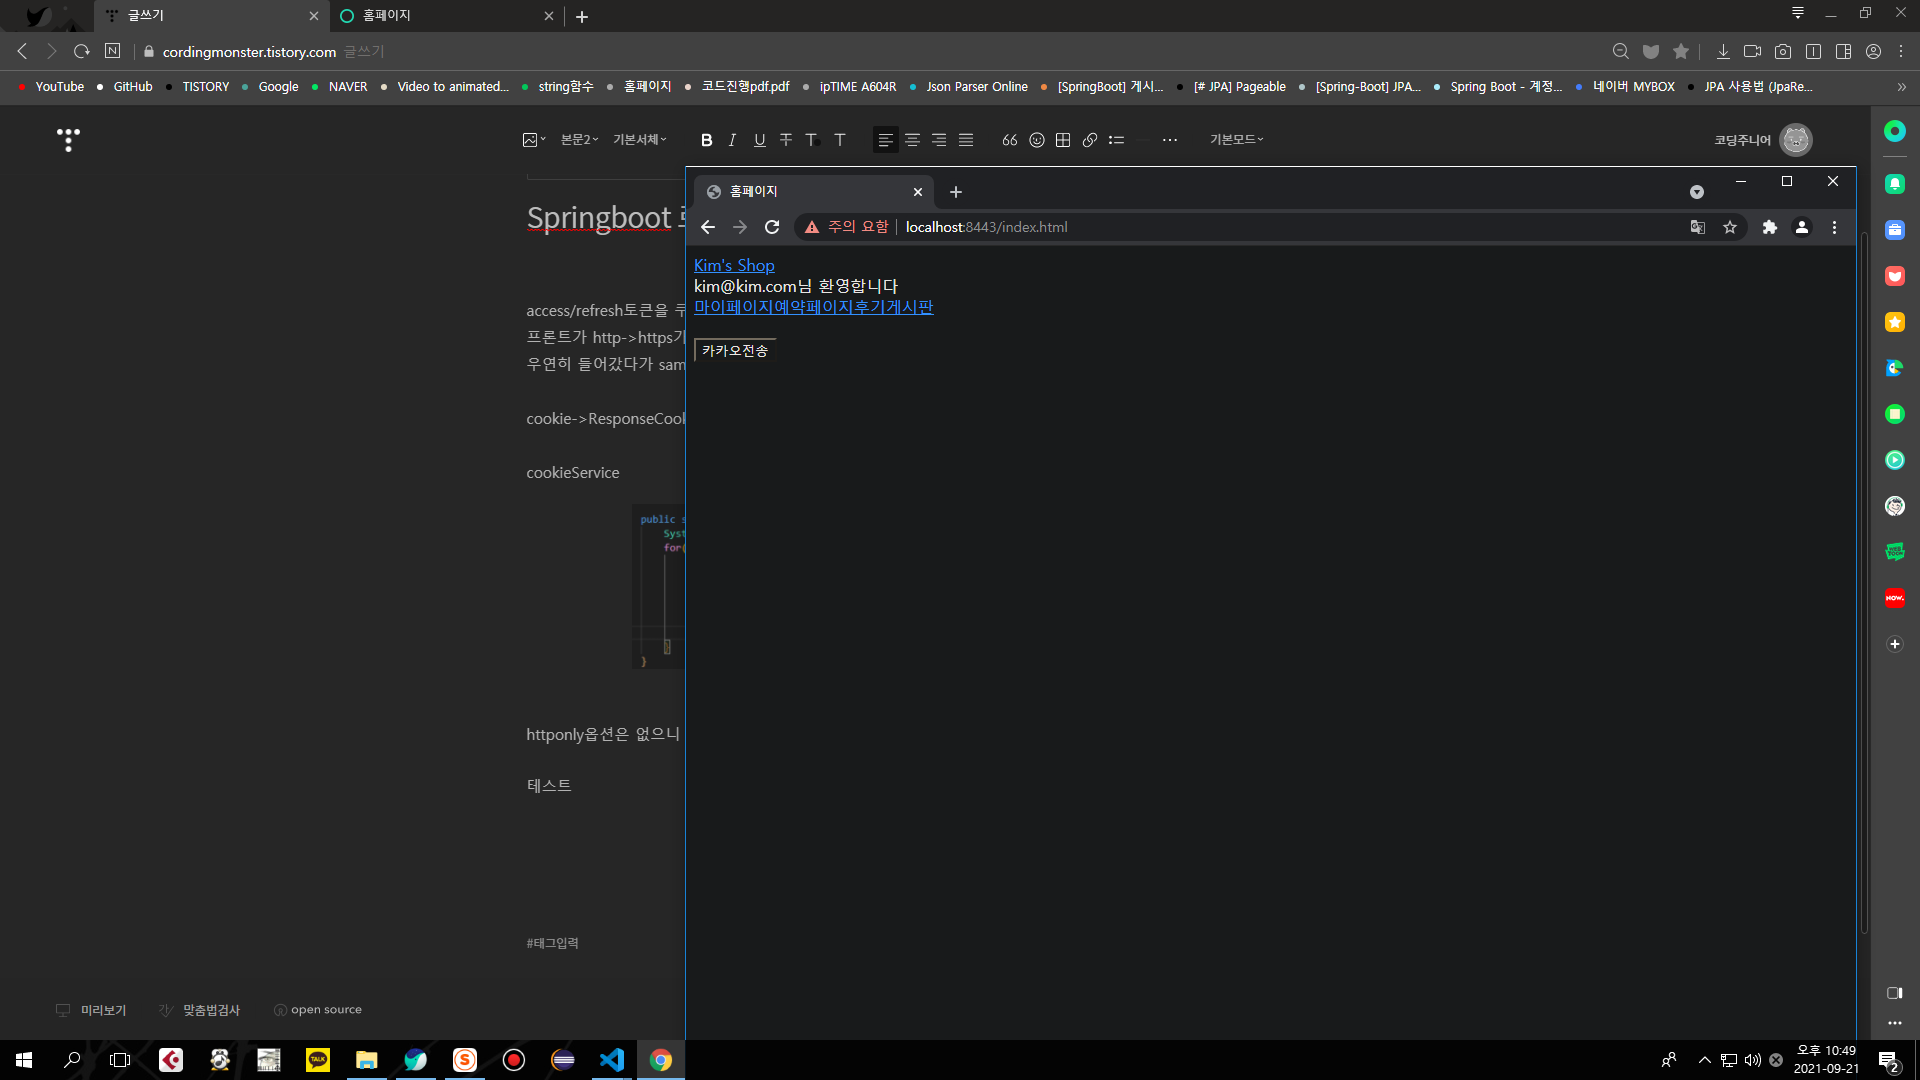 글쓰기
홈페이지
cordingmonster.tistory.com 글쓰기
YouTube GitHub TISTORY Google NAVER Video to animated... string함수 홈페이지 코드진행pdf.pdf ipTIME A604R Json Parser Online [SpringBoot] 게시... [# JPA] Pageable [Spring-Boot] JPA... Spring Boot - 계정... 네이버 MYBOX JPA 사용법 (JpaRe...
본문2 기본서체 B I U T T T 66 기본모드 코딩주니어
Springboot
access/refresh토큰을
프론트가 http->https
우연히 들어갔다가 sam
cookie->ResponseCook
cookieService
public s
Syst
for(
}
}
httponly옵션은 없으니
테스트
#태그입력
미리보기 맞춤법검사 open source
홈페이지
주의 요함 localhost:8443/index.html
Kim's Shop
kim@kim.com님 환영합니다
마이페이지예약페이지후기게시판
카카오전송
WEB TOON
NOW.
TALK
오후 10:49
2021-09-21
2